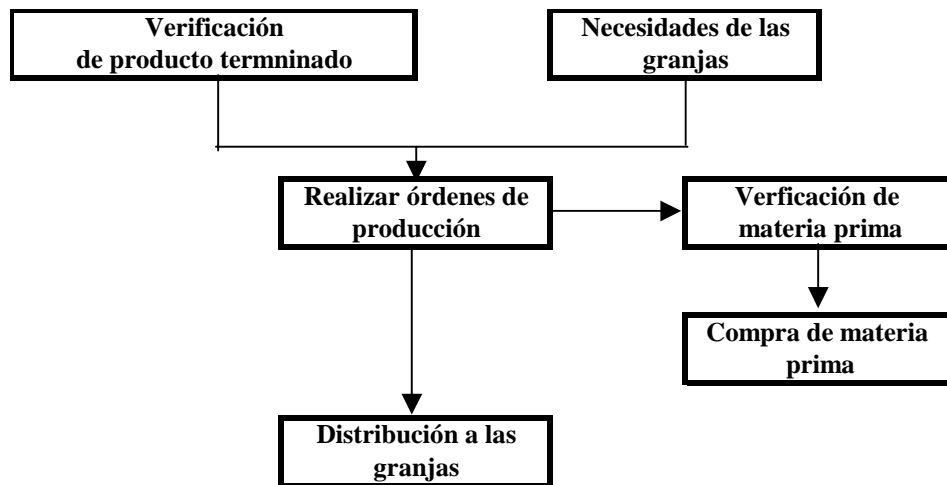 Verificación
de producto termninado
Necesidades de las
granjas
Realizar órdenes de
producción
Verficación de
materia prima
Compra de materia
prima
Distribución a las
granjas